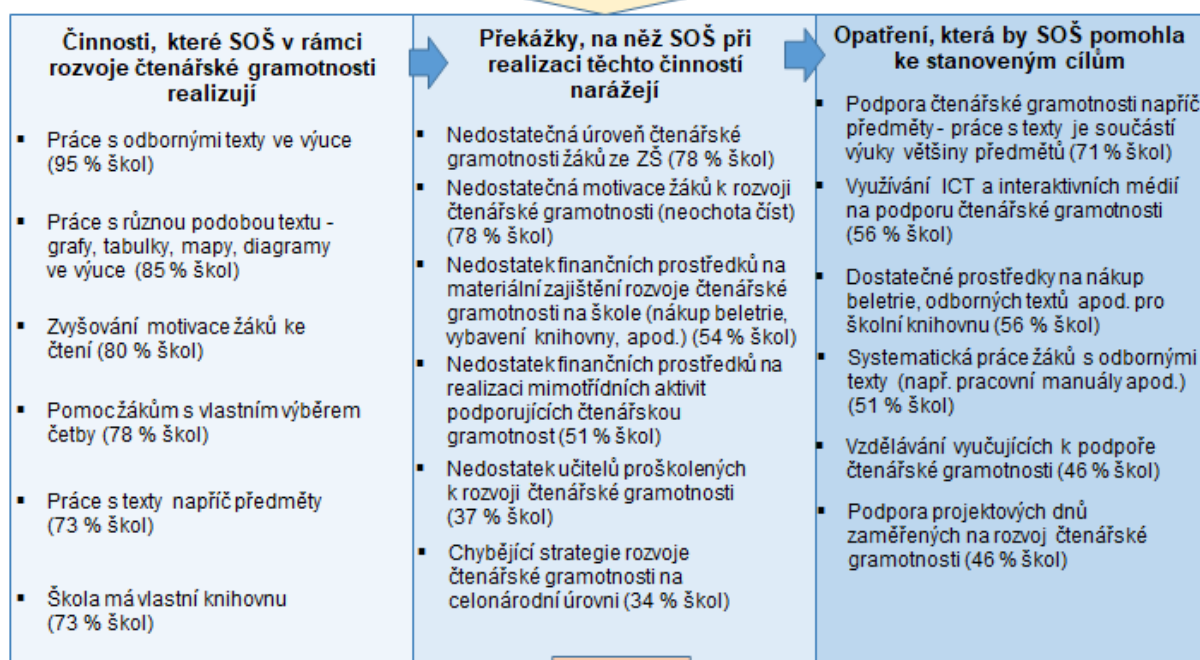 Činnosti, které SOŠ v rámci
rozvoje čtenářské gramotnosti
realizují
▪ Práce s odbornými texty ve výuce
(95 % škol)
▪ Práce s různou podobou textu -
grafy, tabulky, mapy, diagramy
ve výuce (85 % škol)
▪ Zvyšování motivace žáků ke
čtení (80 % škol)
▪ Pomoc žákům s vlastním výběrem
četby (78 % škol)
▪ Práce s texty napříč předměty
(73 % škol)
▪ Škola má vlastní knihovnu
(73 % škol)
Překážky, na něž SOŠ při
realizaci těchto činností
narážejí
▪ Nedostatečná úroveň čtenářské
gramotnosti žáků ze ZŠ (78 % škol)
▪ Nedostatečná motivace žáků k rozvoji
čtenářské gramotnosti (neochota číst)
(78 % škol)
▪ Nedostatek finančních prostředků na
materiální zajištění rozvoje čtenářské
gramotnosti na škole (nákup beletrie,
vybavení knihovny, apod.) (54 % škol)
▪ Nedostatek finančních prostředků na
realizaci mimotřídních aktivit
podporujících čtenářskou
gramotnost (51 % škol)
▪ Nedostatek učitelů proškolených
k rozvoji čtenářské gramotnosti
(37 % škol)
▪ Chybějící strategie rozvoje
čtenářské gramotnosti na
celonárodní úrovni (34 % škol)
Opatření, která by SOŠ pomohla
ke stanoveným cílům
▪ Podpora čtenářské gramotnosti napříč
předměty - práce s texty je součástí
výuky většiny předmětů (71 % škol)
▪ Využívání ICT a interaktivních médií
na podporu čtenářské gramotnosti
(56 % škol)
▪ Dostatečné prostředky na nákup
beletrie, odborných textů apod. pro
školní knihovnu (56 % škol)
▪ Systematická práce žáků s odbornými
texty (např. pracovní manuály apod.)
(51 % škol)
▪ Vzdělávání vyučujících k podpoře
čtenářské gramotnosti (46 % škol)
▪ Podpora projektových dnů
zaměřených na rozvoj čtenářské
gramotnosti (46 % škol)